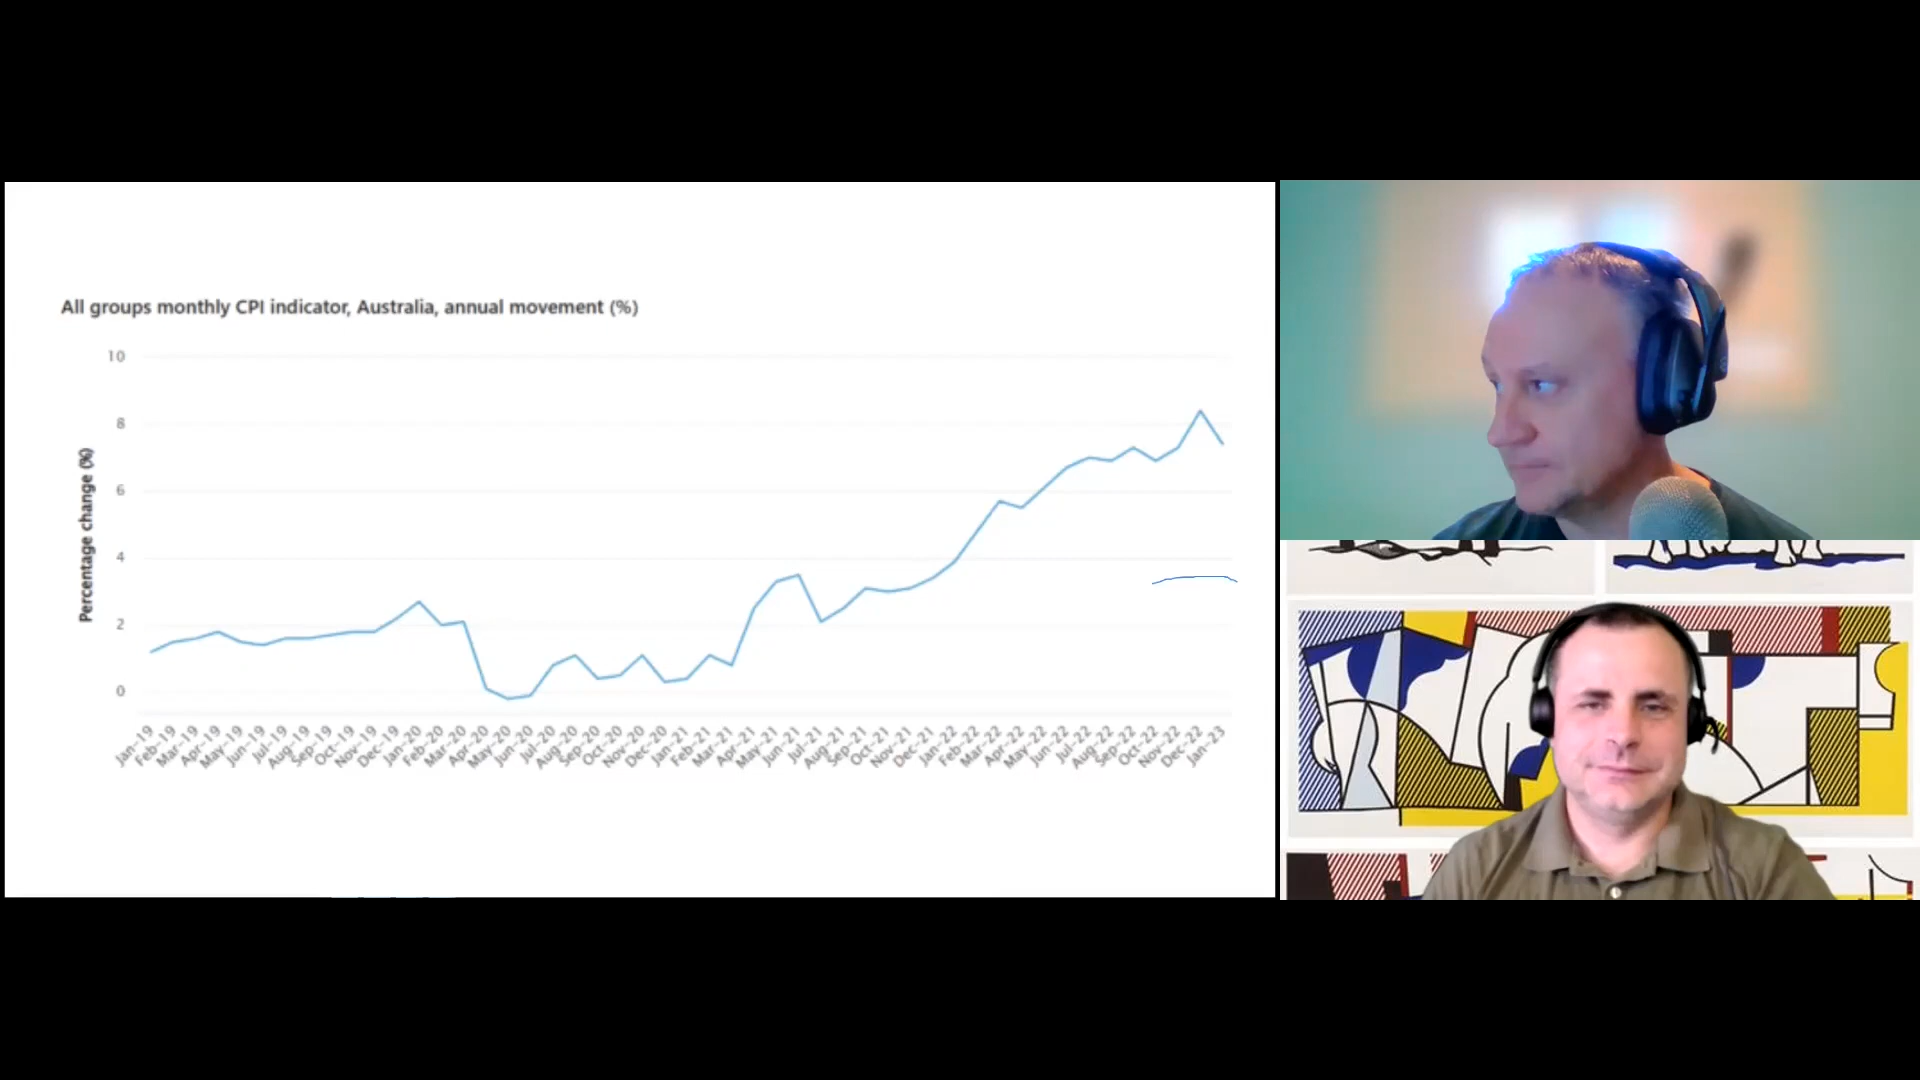 All groups monthly CPI indicator, Australia, annual movement (%)
10
8
6
4
2
0
Percentage change (%)
Jan-19
Feb-19
Mar-19
Apr-19
May-19
Jun-19
Jul-19
Aug-19
Sep-19
Oct-19
Nov-19
Dec-19
Jan-20
Feb-20
Mar-20
Apr-20
May-20
Jun-20
Jul-20
Aug-20
Sep-20
Oct-20
Nov-20
Dec-20
Jan-21
Feb-21
Mar-21
Apr-21
May-21
Jun-21
Jul-21
Aug-21
Sep-21
Oct-21
Nov-21
Dec-21
Jan-22
Feb-22
Mar-22
Apr-22
May-22
Jun-22
Jul-22
Aug-22
Sep-22
Oct-22
Nov-22
Dec-22
Jan-23